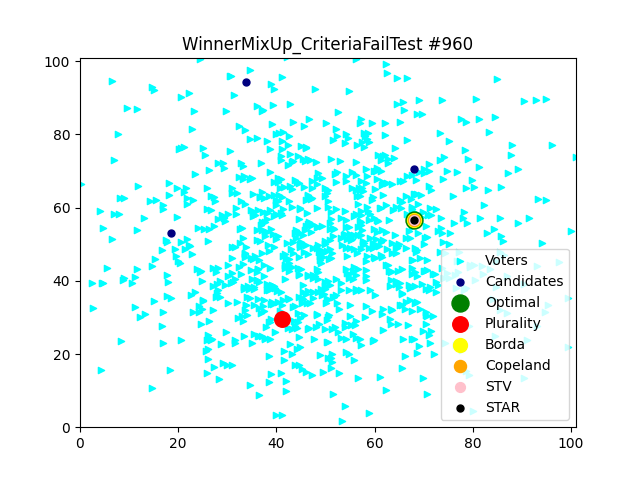 WinnerMixUp_CriteriaFailTest #960
100
80
60
40
20
0
0 20 40 60 80 100
Voters
Candidates
Optimal
Plurality
Borda
Copeland
STV
STAR